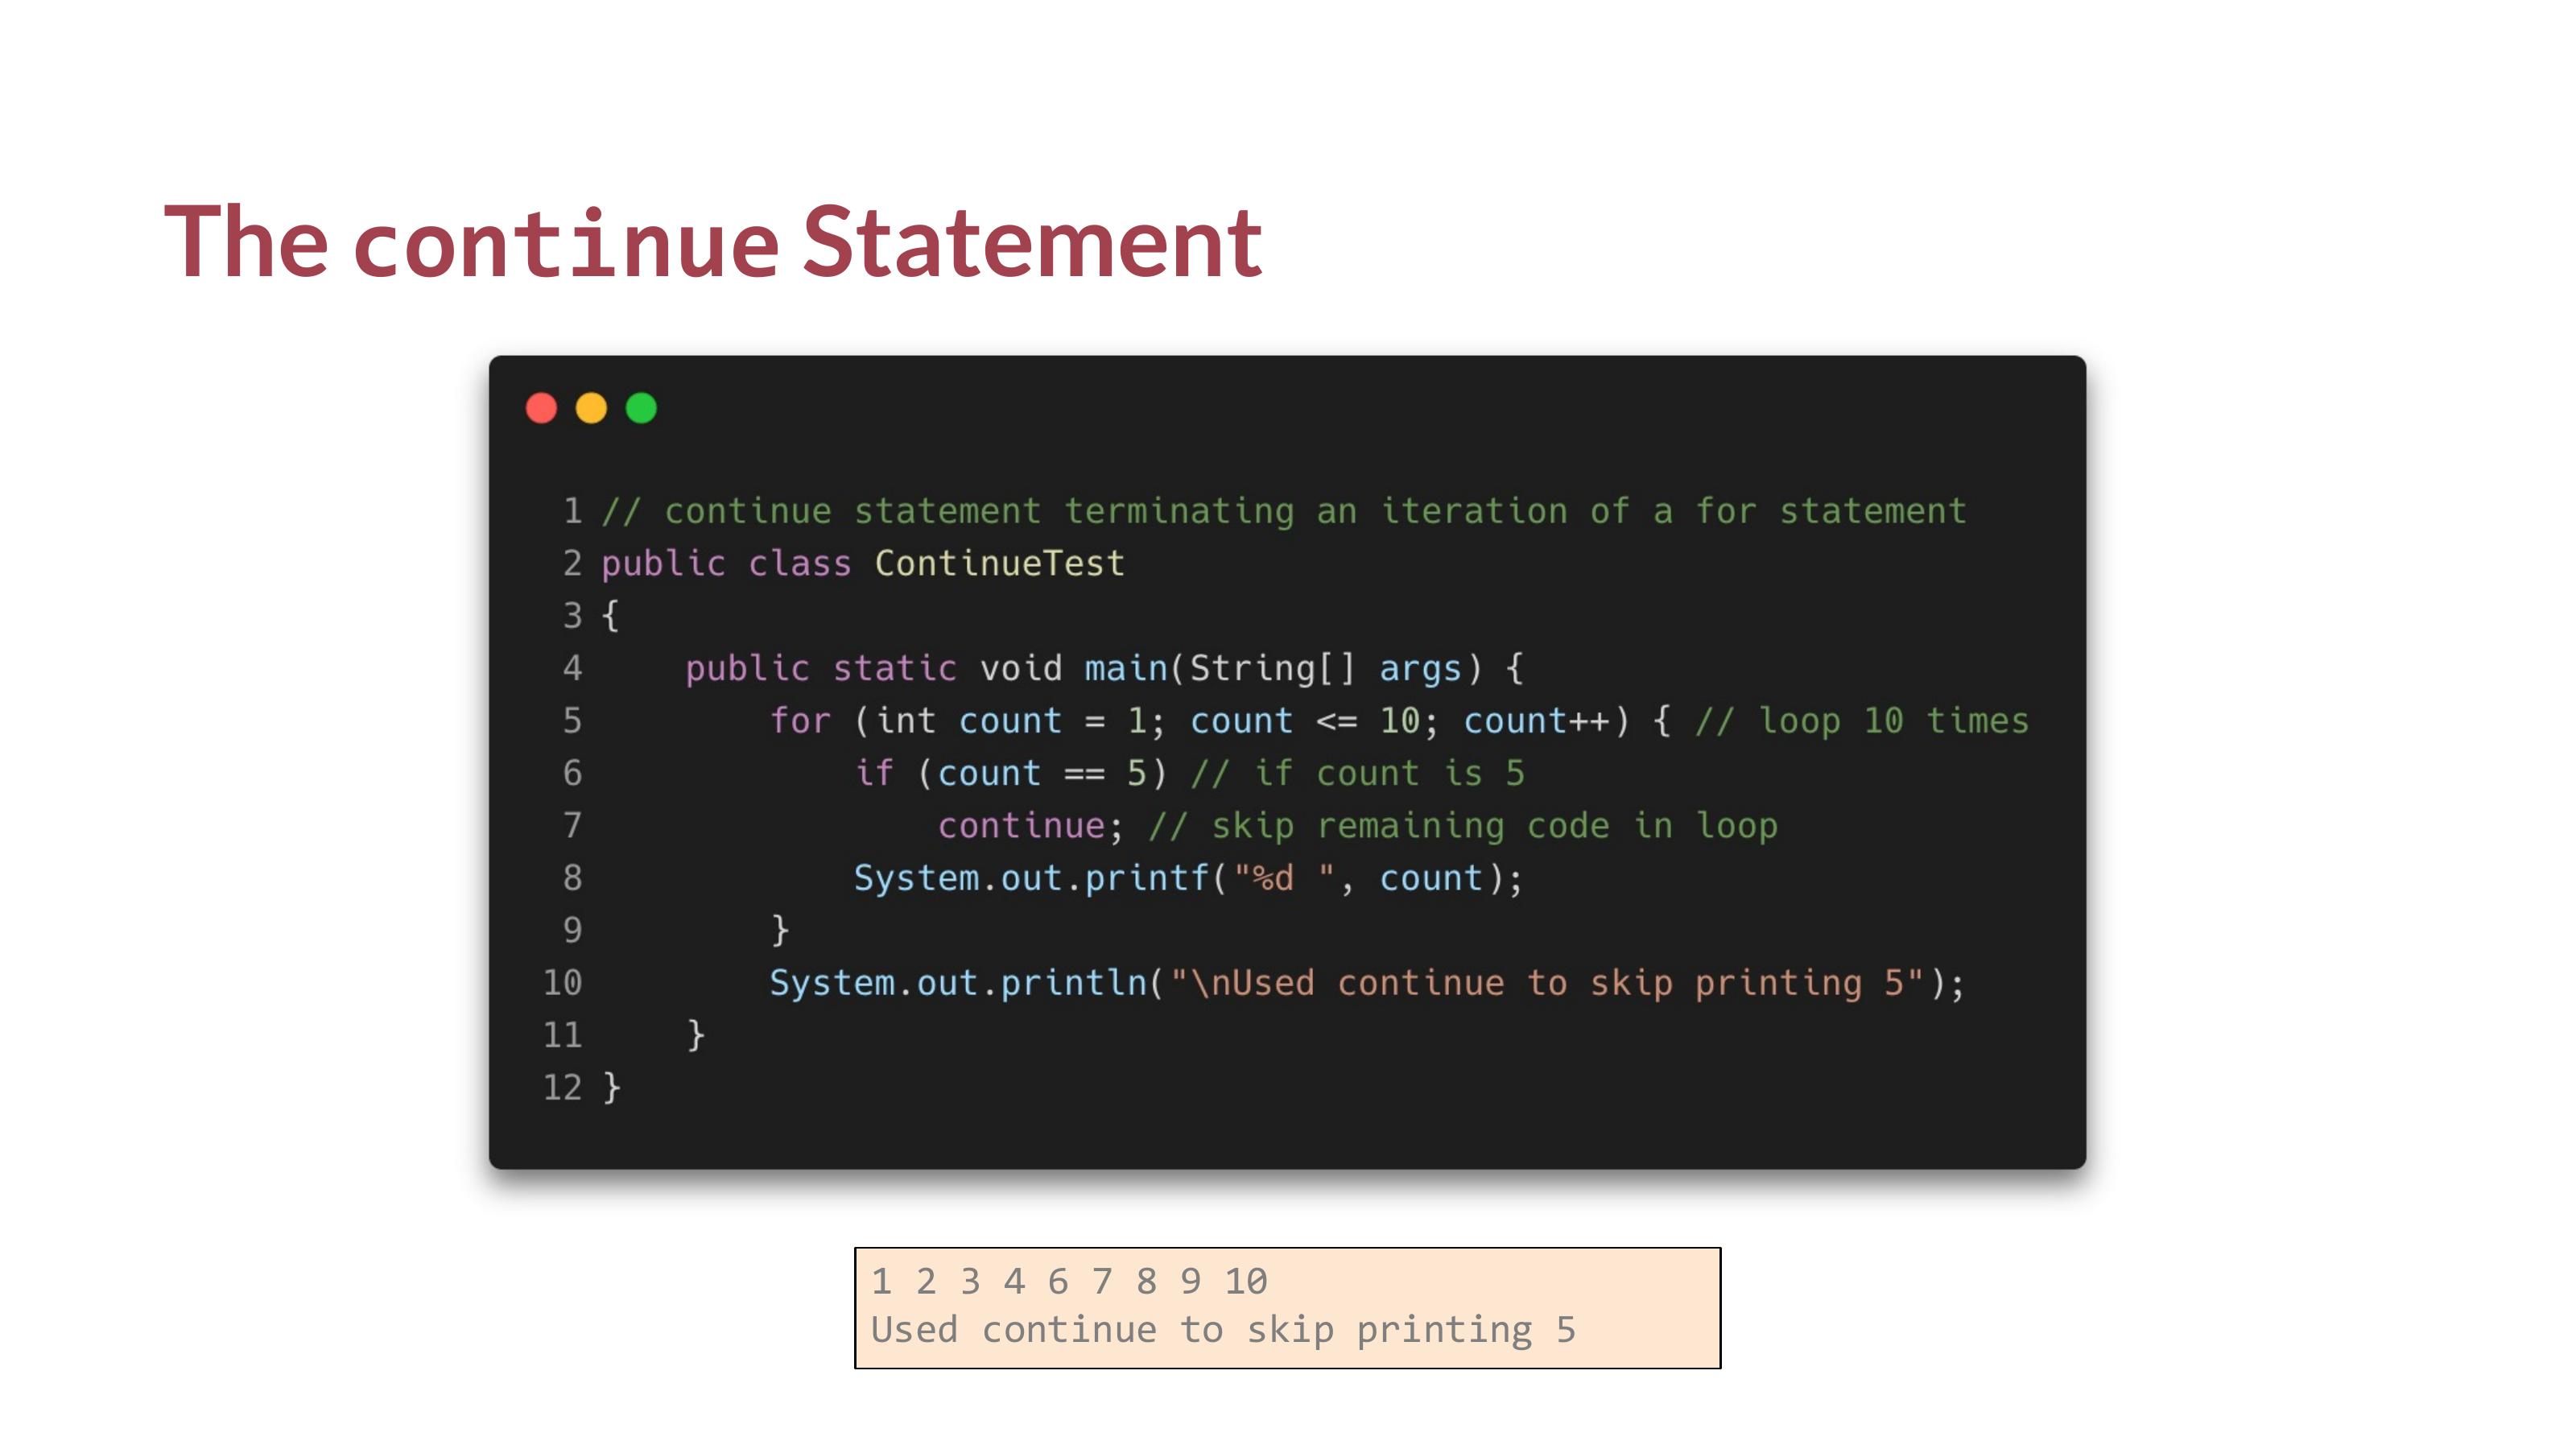 The continue Statement
1 // continue statement terminating an iteration of a for statement
2 public class ContinueTest
3 {
4     public static void main(String[] args) {
5         for (int count = 1; count <= 10; count++) { // loop 10 times
6             if (count == 5) // if count is 5
7                 continue; // skip remaining code in loop
8             System.out.printf("%d ", count);
9         }
10         System.out.println("\nUsed continue to skip printing 5");
11     }
12 }
1 2 3 4 6 7 8 9 10
Used continue to skip printing 5